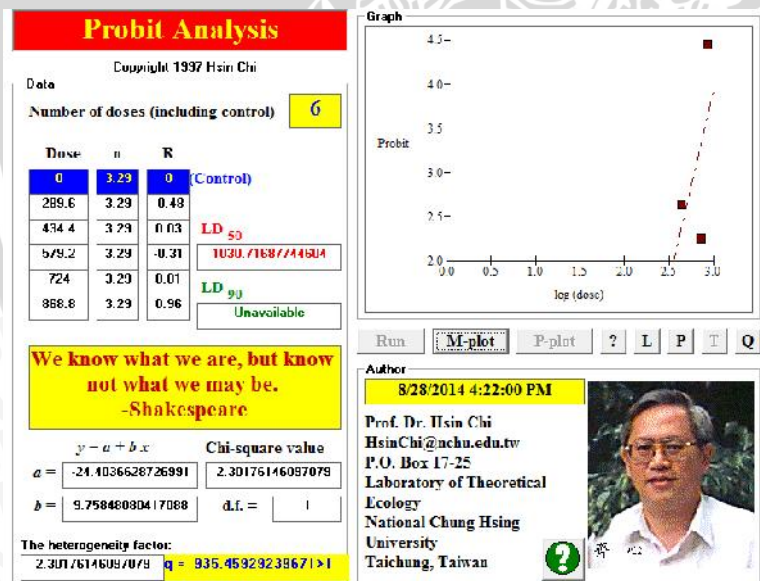 Probit Analysis
Copyright 1997 Hsin Chi
Data
Number of doses (including control) 6
Dose n R
0 3.29 0 (Control)
289.6 3.29 0.48
434.4 3.29 0.03
579.2 3.29 -0.31
724 3.29 0.01
868.8 3.29 0.96
LD 50
1030.71687744604
LD 90
Unavailable
We know what we are, but know
not what we may be.
-Shakespeare
y = a + b x Chi-square value
a = -24.4036628726991 2.30176146097079
b = 9.75848080417088 d.f. = 1
The heterogeneity factor:
2.30176146097079 g = 935.45929239671>1
Graph
4.5
4.0
3.5
Probit
3.0
2.5
2.0
0.0 0.5 1.0 1.5 2.0 2.5 3.0
log (dose)
Run M-plot P-plot ? L P T Q
Author
8/28/2014 4:22:00 PM
Prof. Dr. Hsin Chi
HsinChi@nchu.edu.tw
P.O. Box 17-25
Laboratory of Theoretical
Ecology
National Chung Hsing
University
Taichung, Taiwan
?